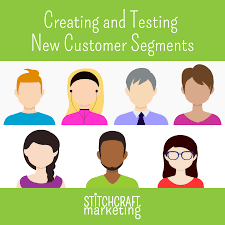 Creating and Testing
New Customer Segments
STITCHCRAFT
marketing